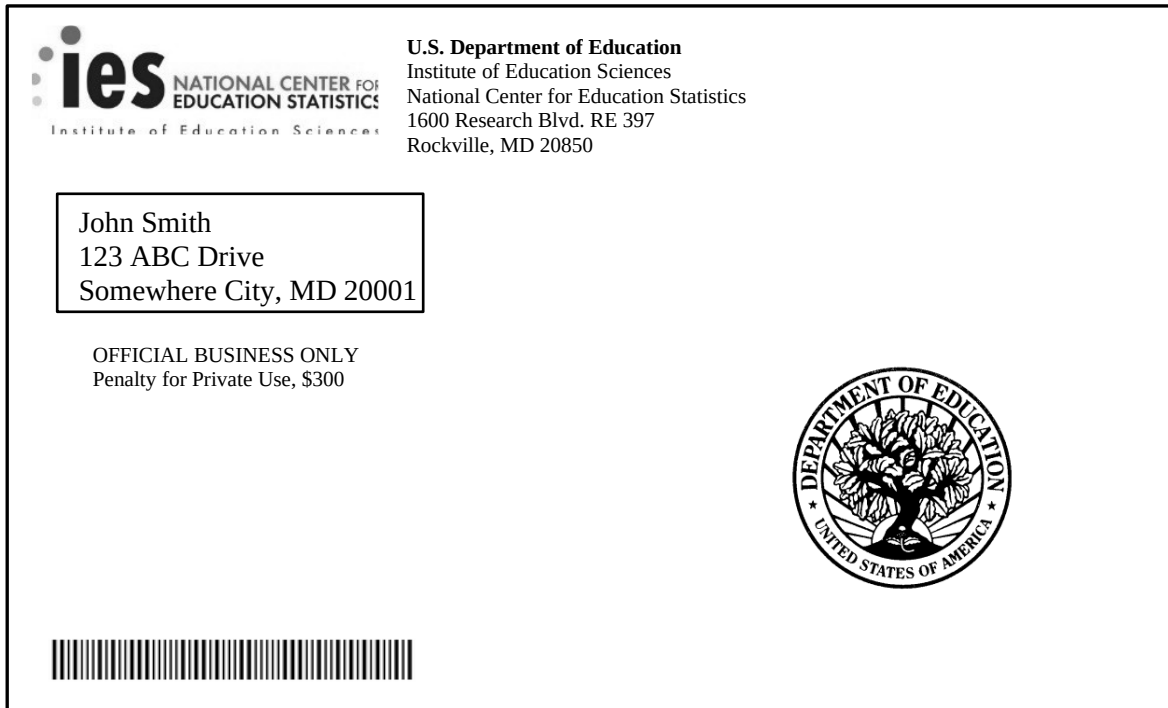 ies
NATIONAL CENTER FOR
EDUCATION STATISTICS
Institute of Education Sciences
U.S. Department of Education
Institute of Education Sciences
National Center for Education Statistics
1600 Research Blvd. RE 397
Rockville, MD 20850
John Smith
123 ABC Drive
Somewhere City, MD 20001
OFFICIAL BUSINESS ONLY
Penalty for Private Use, $300
DEPARTMENT OF EDUCATION
★ UNITED STATES OF AMERICA ★